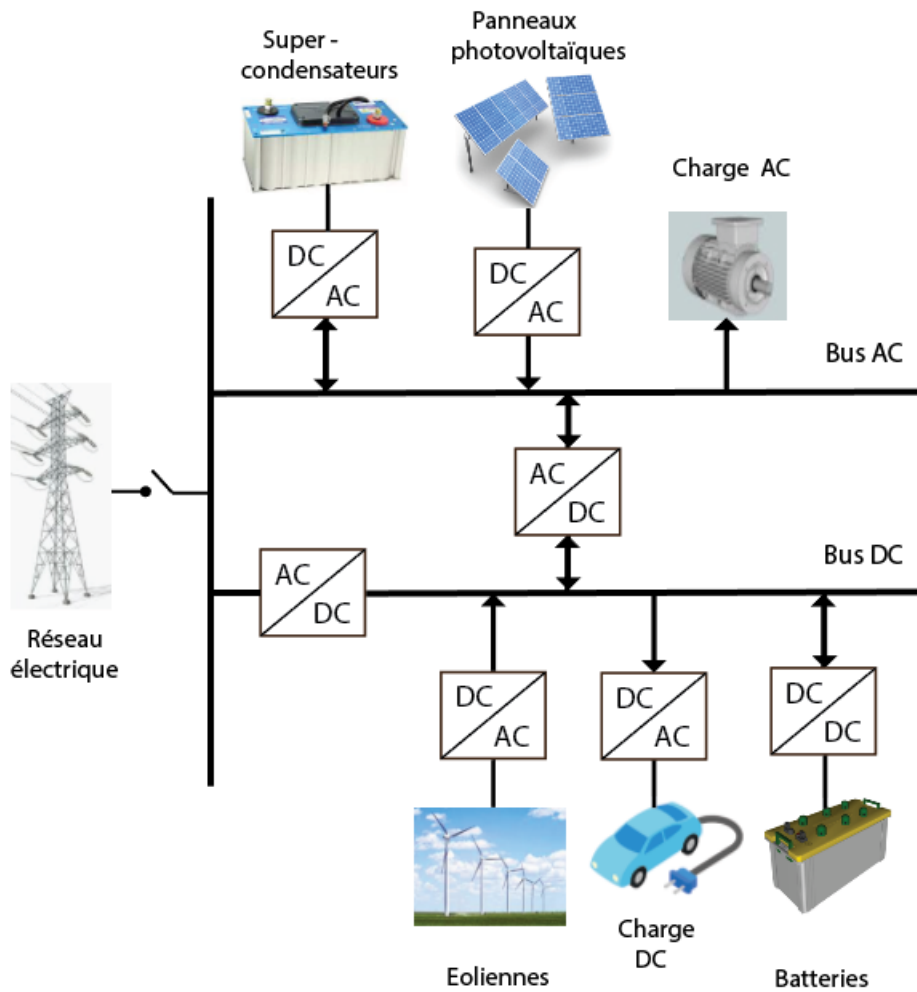 Super -
condensateurs
Panneaux
photovoltaïques
Charge AC
DC
AC
DC
AC
Bus AC
AC
DC
Bus DC
AC
DC
Réseau
électrique
DC
AC
DC
AC
DC
DC
Eoliennes
Charge
DC
Batteries